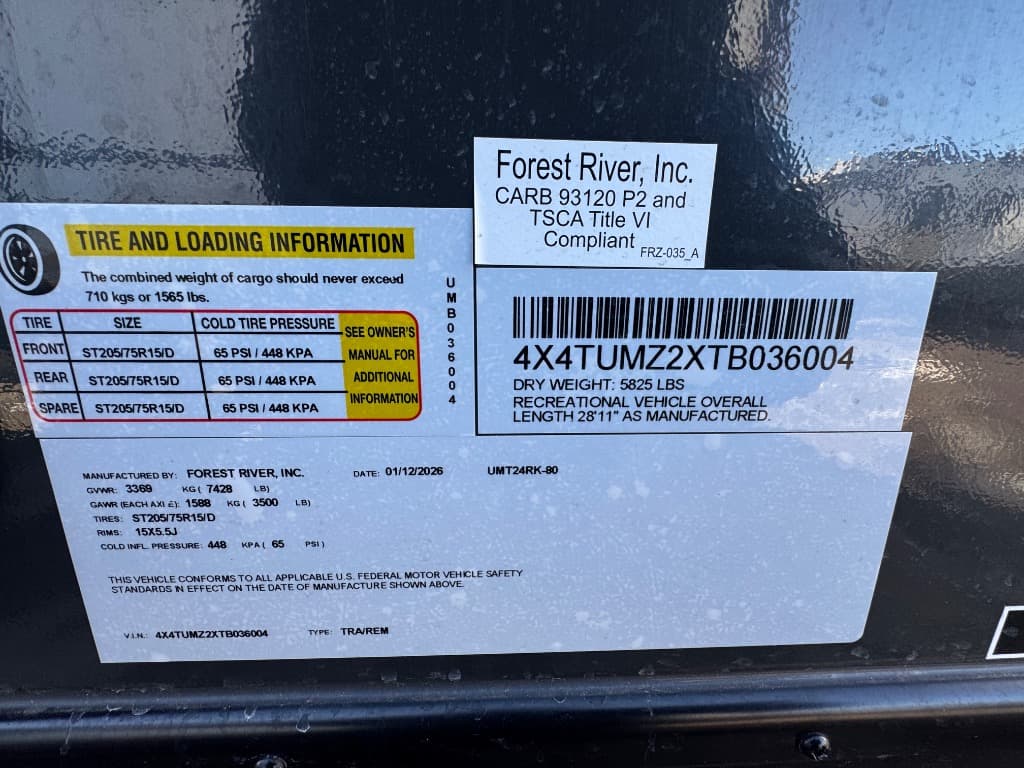 Forest River, Inc.
CARB 93120 P2 and
TSCA Title VI
Compliant
FRZ-035_A
TIRE AND LOADING INFORMATION
The combined weight of cargo should never exceed
710 kgs or 1565 lbs.
TIRE SIZE COLD TIRE PRESSURE
FRONT ST205/75R15/D 65 PSI / 448 KPA
REAR ST205/75R15/D 65 PSI / 448 KPA
SPARE ST205/75R15/D 65 PSI / 448 KPA
SEE OWNER'S
MANUAL FOR
ADDITIONAL
INFORMATION
UMB036004
4X4TUMZ2XTB036004
DRY WEIGHT: 5825 LBS
RECREATIONAL VEHICLE OVERALL
LENGTH 28'11" AS MANUFACTURED.
MANUFACTURED BY: FOREST RIVER, INC. DATE: 01/12/2026 UMT24RK-80
GVWR: 3369 KG ( 7428 LB)
GAWR (EACH AXLE): 1588 KG ( 3500 LB)
TIRES: ST205/75R15/D
RIMS: 15X5.5J
COLD INFL. PRESSURE: 448 KPA ( 65 PSI )
THIS VEHICLE CONFORMS TO ALL APPLICABLE U.S. FEDERAL MOTOR VEHICLE SAFETY
STANDARDS IN EFFECT ON THE DATE OF MANUFACTURE SHOWN ABOVE.
V.I.N.: 4X4TUMZ2XTB036004 TYPE: TRA/REM